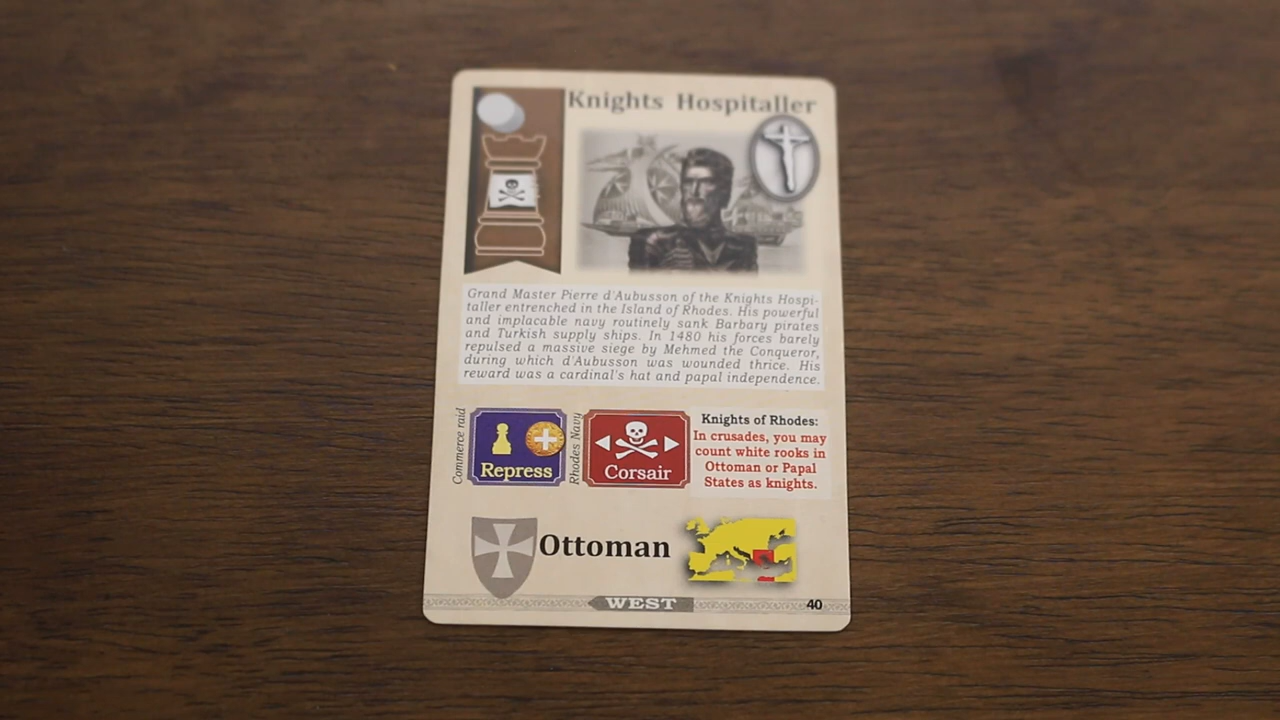 Knights Hospitaller
Grand Master Pierre d'Aubusson of the Knights Hospi-
taller entrenched in the Island of Rhodes. His powerful
and implacable navy routinely sank Barbary pirates
and Turkish supply ships. In 1480 his forces barely
repulsed a massive siege by Mehmed the Conqueror,
during which d'Aubusson was wounded thrice. His
reward was a cardinal's hat and papal independence.
Commerce raid
Repress
Rhodes Navy
Corsair
Knights of Rhodes:
In crusades, you may
count white rooks in
Ottoman or Papal
States as knights.
Ottoman
WEST
40